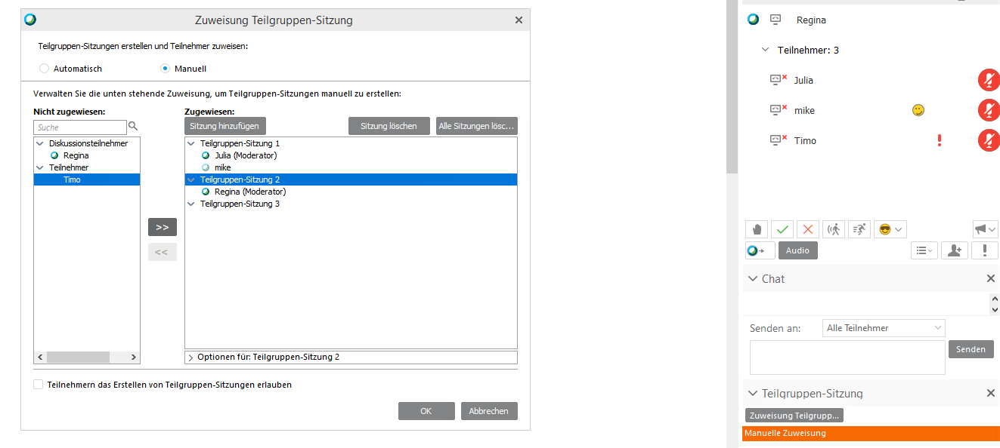 Zuweisung Teilgruppen-Sitzung
Teilgruppen-Sitzungen erstellen und Teilnehmer zuweisen:
Automatisch
Manuell
Verwalten Sie die unten stehende Zuweisung, um Teilgruppen-Sitzungen manuell zu erstellen:
Nicht zugewiesen:
Suche
Diskussionsteilnehmer
Regina
Teilnehmer
Timo
>>
<<
Zugewiesen:
Sitzung hinzufügen
Sitzung löschen
Alle Sitzungen lösc...
Teilgruppen-Sitzung 1
Julia (Moderator)
mike
Teilgruppen-Sitzung 2
Regina (Moderator)
Teilgruppen-Sitzung 3
Optionen für: Teilgruppen-Sitzung 2
Teilnehmern das Erstellen von Teilgruppen-Sitzungen erlauben
OK
Abbrechen
Regina
Teilnehmer: 3
Julia
mike
Timo
Audio
Chat
Senden an:
Alle Teilnehmer
Senden
Teilgruppen-Sitzung
Zuweisung Teilgrupp...
Manuelle Zuweisung